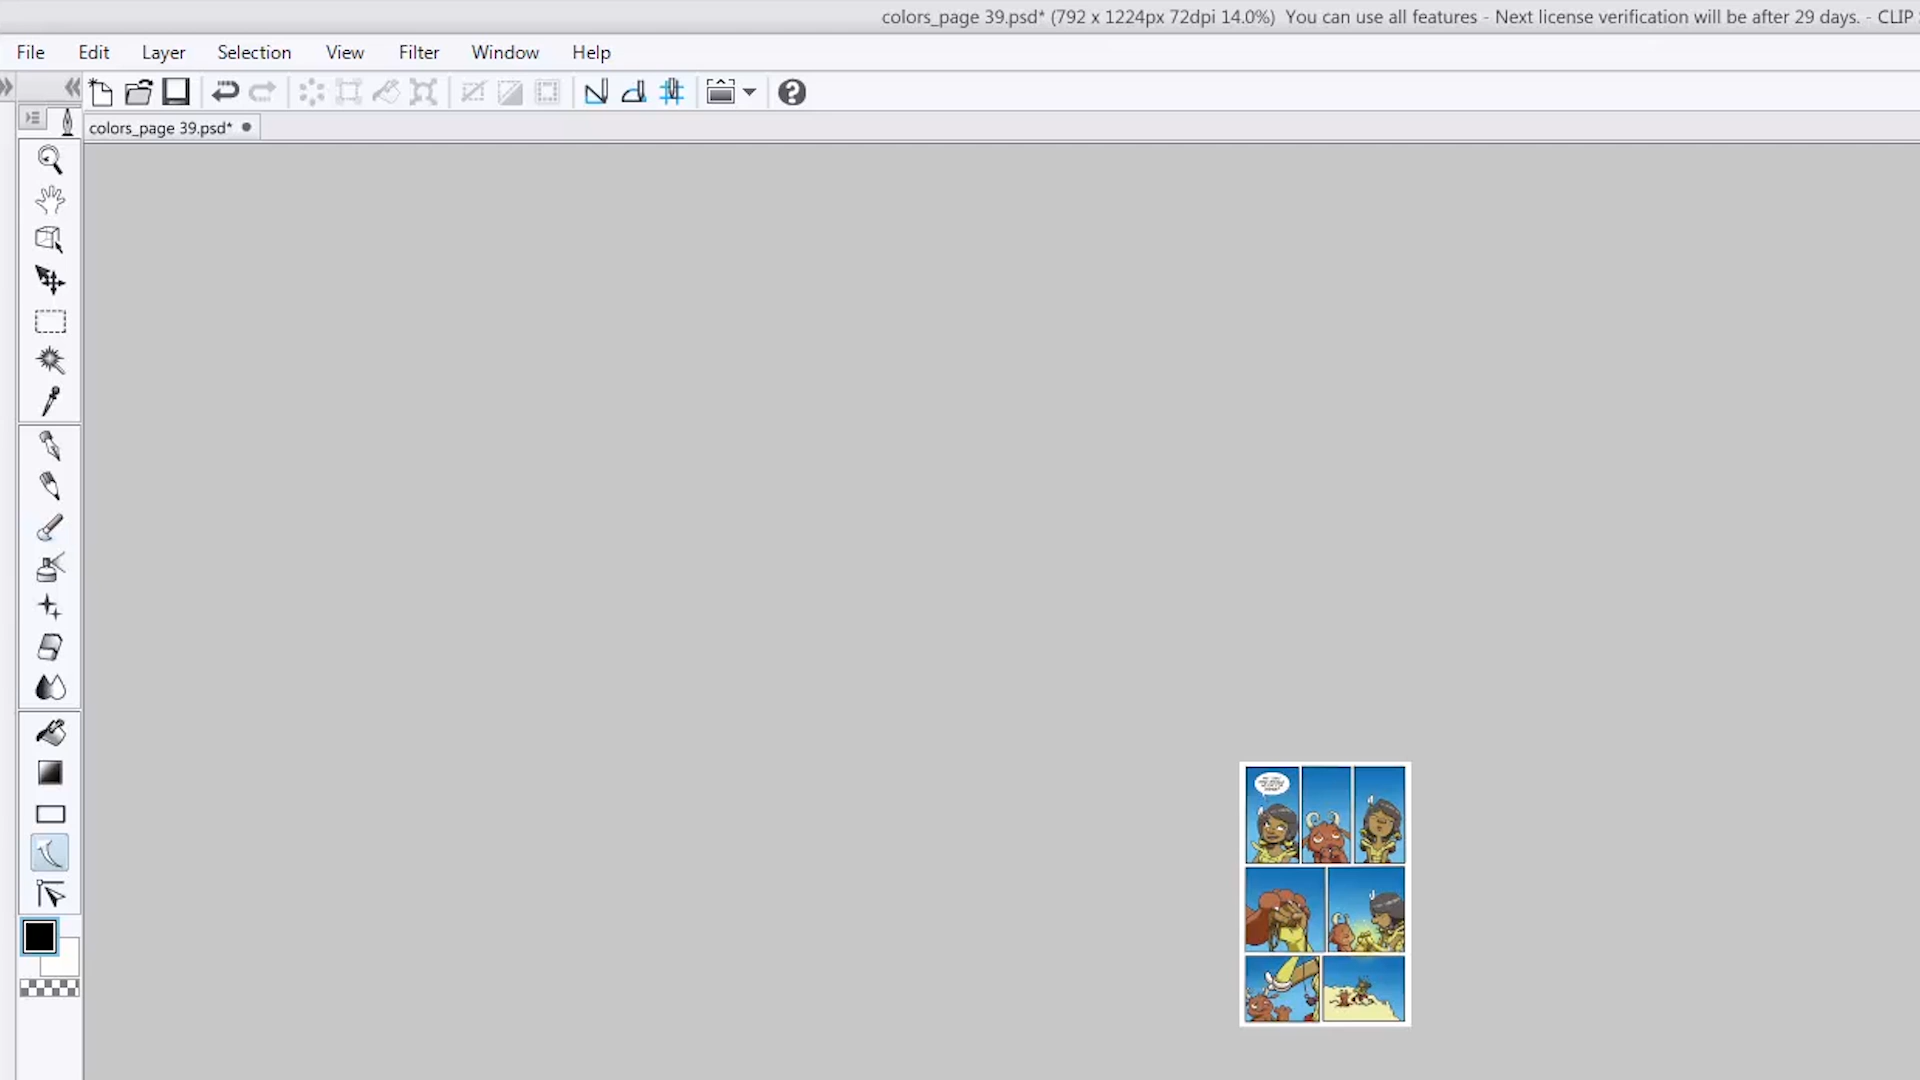 colors_page 39.psd* (792 x 1224px 72dpi 14.0%)  You can use all features - Next license verification will be after 29 days. - CLIP
File Edit Layer Selection View Filter Window Help
colors_page 39.psd*